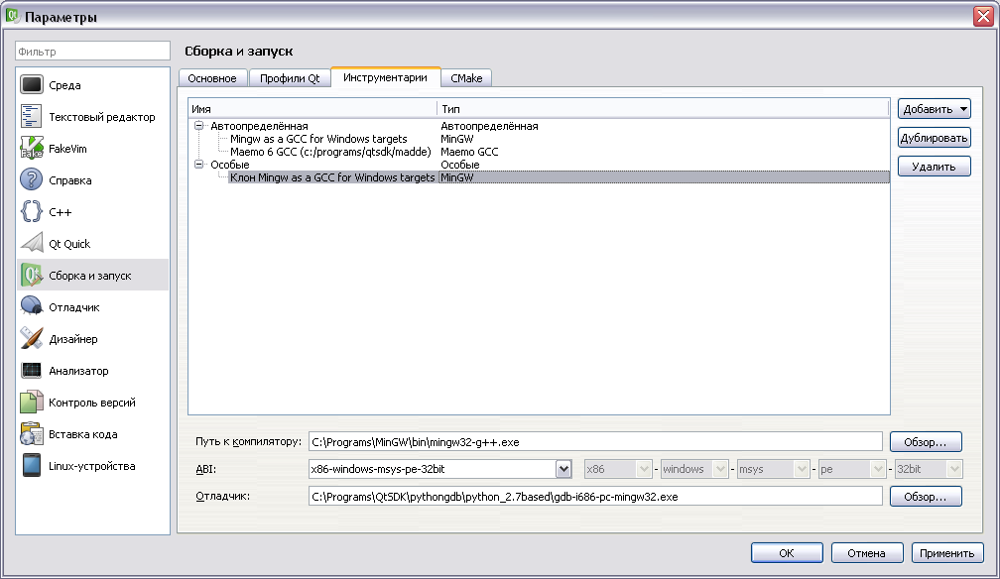 Параметры
Фильтр
Среда
Текстовый редактор
FakeVim
Справка
C++
Qt Quick
Сборка и запуск
Отладчик
Дизайнер
Анализатор
Контроль версий
Вставка кода
Linux-устройства
Сборка и запуск
Основное Профили Qt Инструментарии CMake
Имя Тип
Автоопределённая Автоопределённая
Mingw as a GCC for Windows targets MinGW
Maemo 6 GCC (c:/programs/qtsdk/madde) Maemo GCC
Особые Особые
Клон Mingw as a GCC for Windows targets MinGW
Добавить
Дублировать
Удалить
Путь к компилятору: C:\Programs\MinGW\bin\mingw32-g++.exe Обзор...
ABI: x86-windows-msys-pe-32bit x86 - windows - msys - pe - 32bit
Отладчик: C:\Programs\QtSDK\pythongdb\python_2.7based\gdb-i686-pc-mingw32.exe Обзор...
OK Отмена Применить